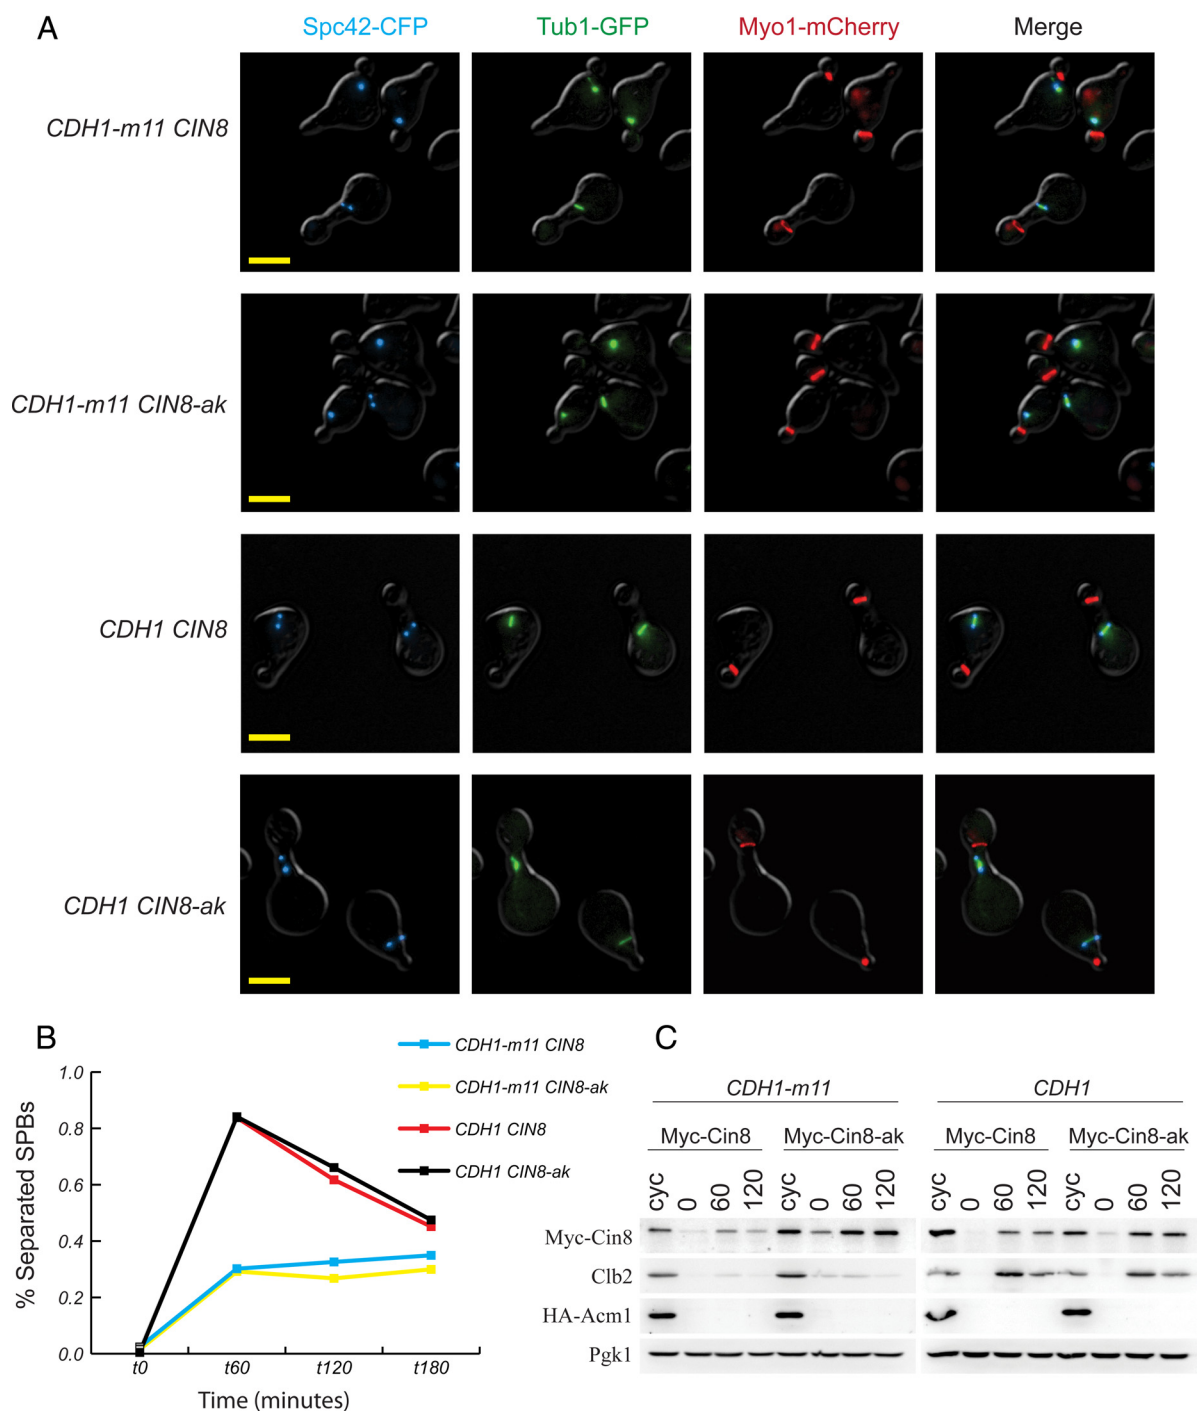 A
Spc42-CFP Tub1-GFP Myo1-mCherry Merge
CDH1-m11 CIN8
CDH1-m11 CIN8-ak
CDH1 CIN8
CDH1 CIN8-ak
B
CDH1-m11 CIN8
CDH1-m11 CIN8-ak
CDH1 CIN8
CDH1 CIN8-ak
% Separated SPBs
1.0
0.8
0.6
0.4
0.2
0.0
t0 t60 t120 t180
Time (minutes)
C
CDH1-m11 CDH1
Myc-Cin8 Myc-Cin8-ak Myc-Cin8 Myc-Cin8-ak
cyc 0 60 120 cyc 0 60 120 cyc 0 60 120 cyc 0 60 120
Myc-Cin8
Clb2
HA-Acm1
Pgk1